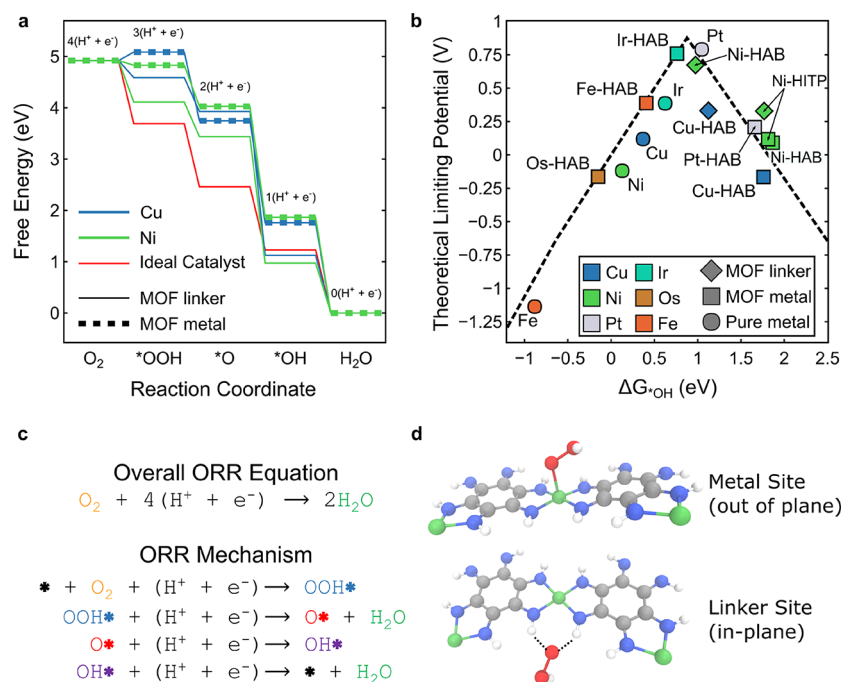 a
4(H⁺ + e⁻)
3(H⁺ + e⁻)
2(H⁺ + e⁻)
1(H⁺ + e⁻)
0(H⁺ + e⁻)
Free Energy (eV)
5
4
3
2
1
0
Cu
Ni
Ideal Catalyst
MOF linker
MOF metal
O₂
*OOH
*O
*OH
H₂O
Reaction Coordinate
b
Theoretical Limiting Potential (V)
1
0.75
0.5
0.25
0
−0.25
−0.5
−0.75
−1
−1.25
Ir-HAB
Pt
Ni-HAB
Fe-HAB
Ir
Ni-HITP
Cu-HAB
Cu
Pt-HAB
Ni-HAB
Os-HAB
Ni
Cu-HAB
Fe
Cu
Ir
MOF linker
Ni
Os
MOF metal
Pt
Fe
Pure metal
−1
−0.5
0
0.5
1
1.5
2
2.5
ΔG*OH (eV)
c
Overall ORR Equation
O₂ + 4(H⁺ + e⁻) → 2H₂O
ORR Mechanism
* + O₂ + (H⁺ + e⁻) → OOH*
OOH* + (H⁺ + e⁻) → O* + H₂O
O* + (H⁺ + e⁻) → OH*
OH* + (H⁺ + e⁻) → * + H₂O
d
Metal Site
(out of plane)
Linker Site
(in-plane)